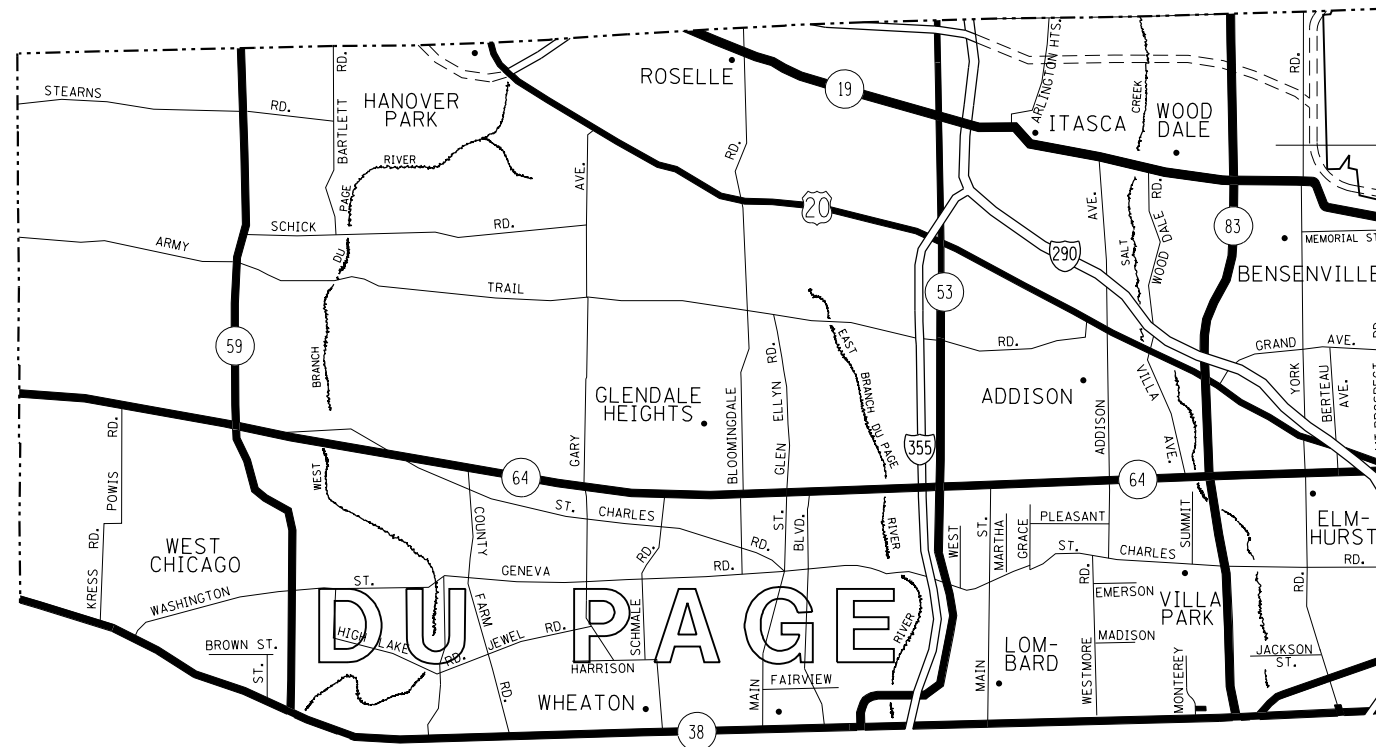 STEARNS
RD.
BARTLETT
RD.
HANOVER
PARK
ROSELLE
19
ARLINGTON HTS.
ITASCA
CREEK
WOOD
DALE
RD.
RIVER
PAGE
DU
AVE.
RD.
20
SCHICK
RD.
ARMY
TRAIL
RD.
AVE.
SALT
WOOD DALE
RD.
83
MEMORIAL ST
BENSENVILLE
290
53
59
BRANCH
WEST
EAST
BRANCH DU PAGE
RIVER
RIVER
GLENDALE
HEIGHTS
GARY
BLOOMINGDALE
GLEN ELLYN
RD.
355
ADDISON
ADDISON
VILLA
AVE.
GRAND
AVE.
YORK
BERTEAU
AVE.
RD.
POWIS
RD.
KRESS
RD.
WEST
CHICAGO
64
64
COUNTY
FARM
RD.
ST.
CHARLES
RD.
RD.
SCHMALE
ST.
MAIN
BLVD.
WEST
ST.
MAIN
MARTHA
GRACE
PLEASANT
ST.
CHARLES
RD.
SUMMIT
ELM-
HURST
RD.
WASHINGTON
ST.
GENEVA
RD.
DU PAGE
HIGH LAKE
RD.
JEWEL
RD.
HARRISON
BROWN ST.
ST.
WHEATON
FAIRVIEW
38
LOM-
BARD
RD.
WESTMORE
EMERSON
MADISON
VILLA
PARK
MONTEREY
JACKSON
ST.